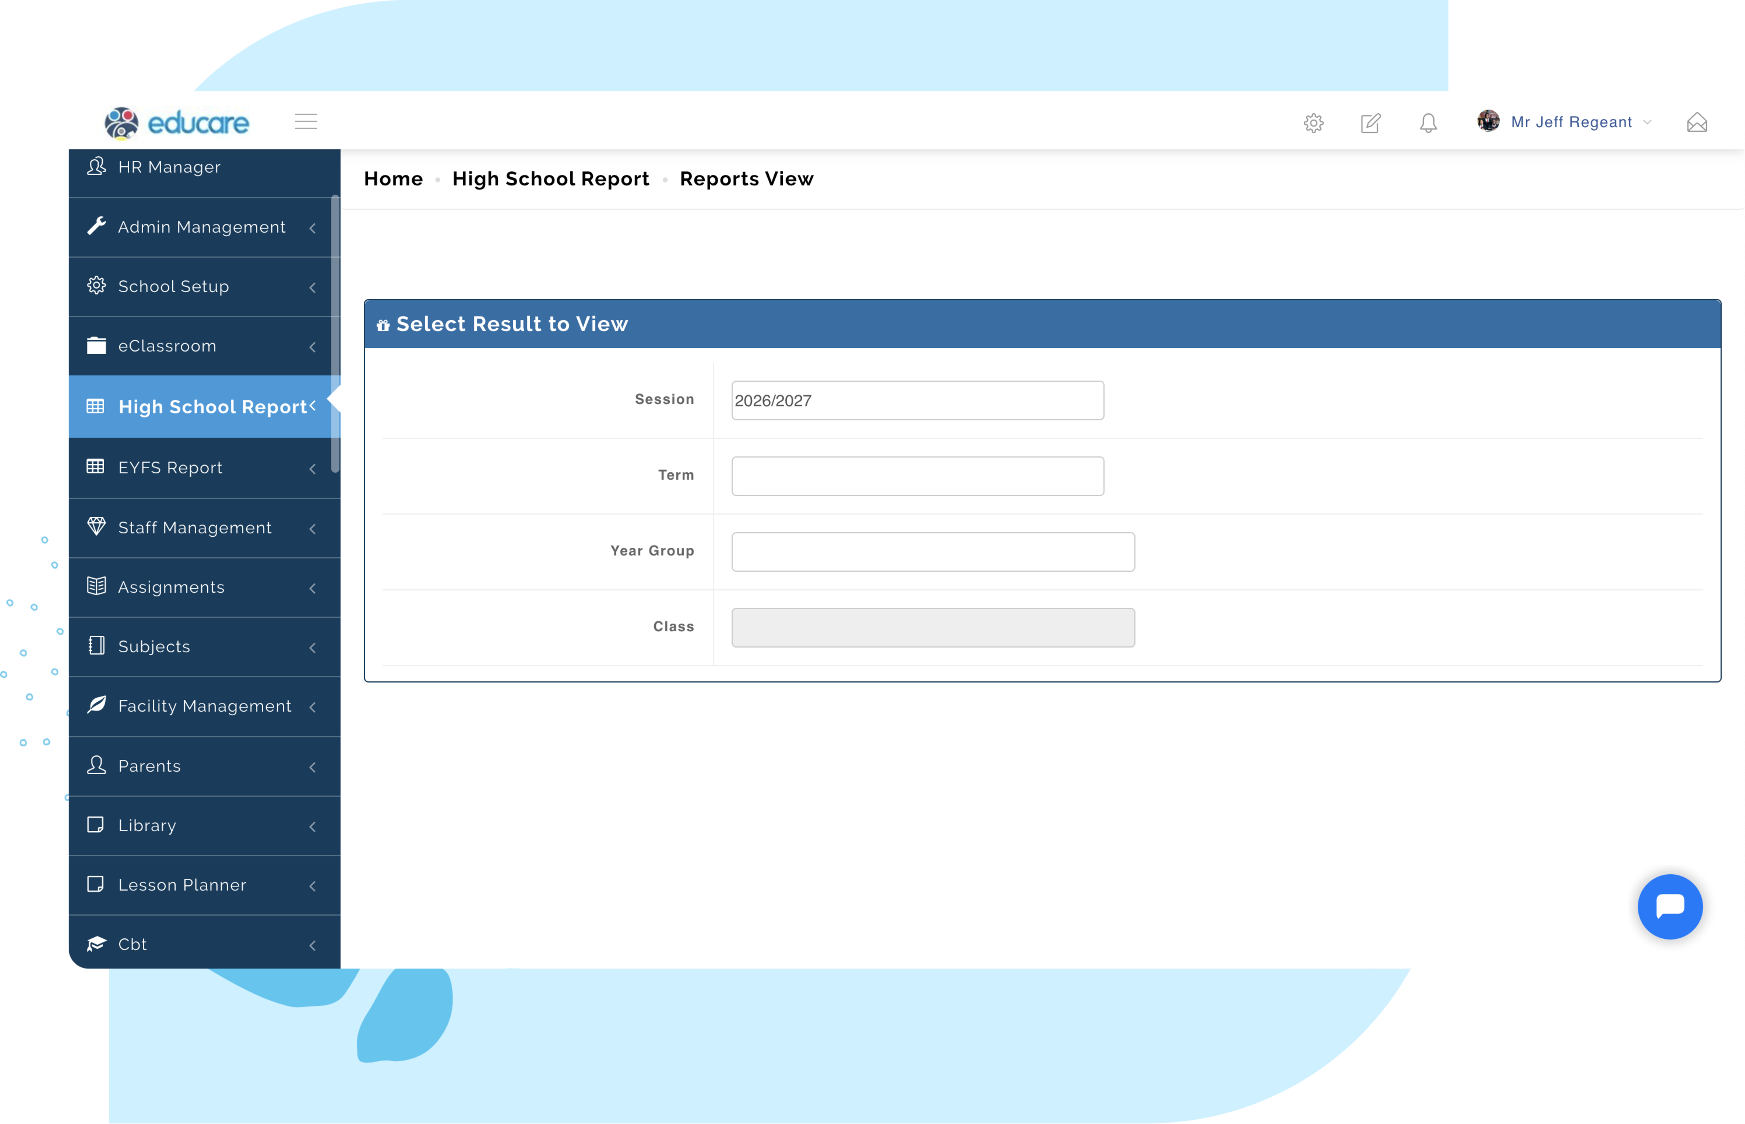 educare
Mr Jeff Regeant
HR Manager
Admin Management
School Setup
eClassroom
High School Report
EYFS Report
Staff Management
Assignments
Subjects
Facility Management
Parents
Library
Lesson Planner
Cbt
Home High School Report Reports View
Select Result to View
Session 2026/2027
Term
Year Group
Class